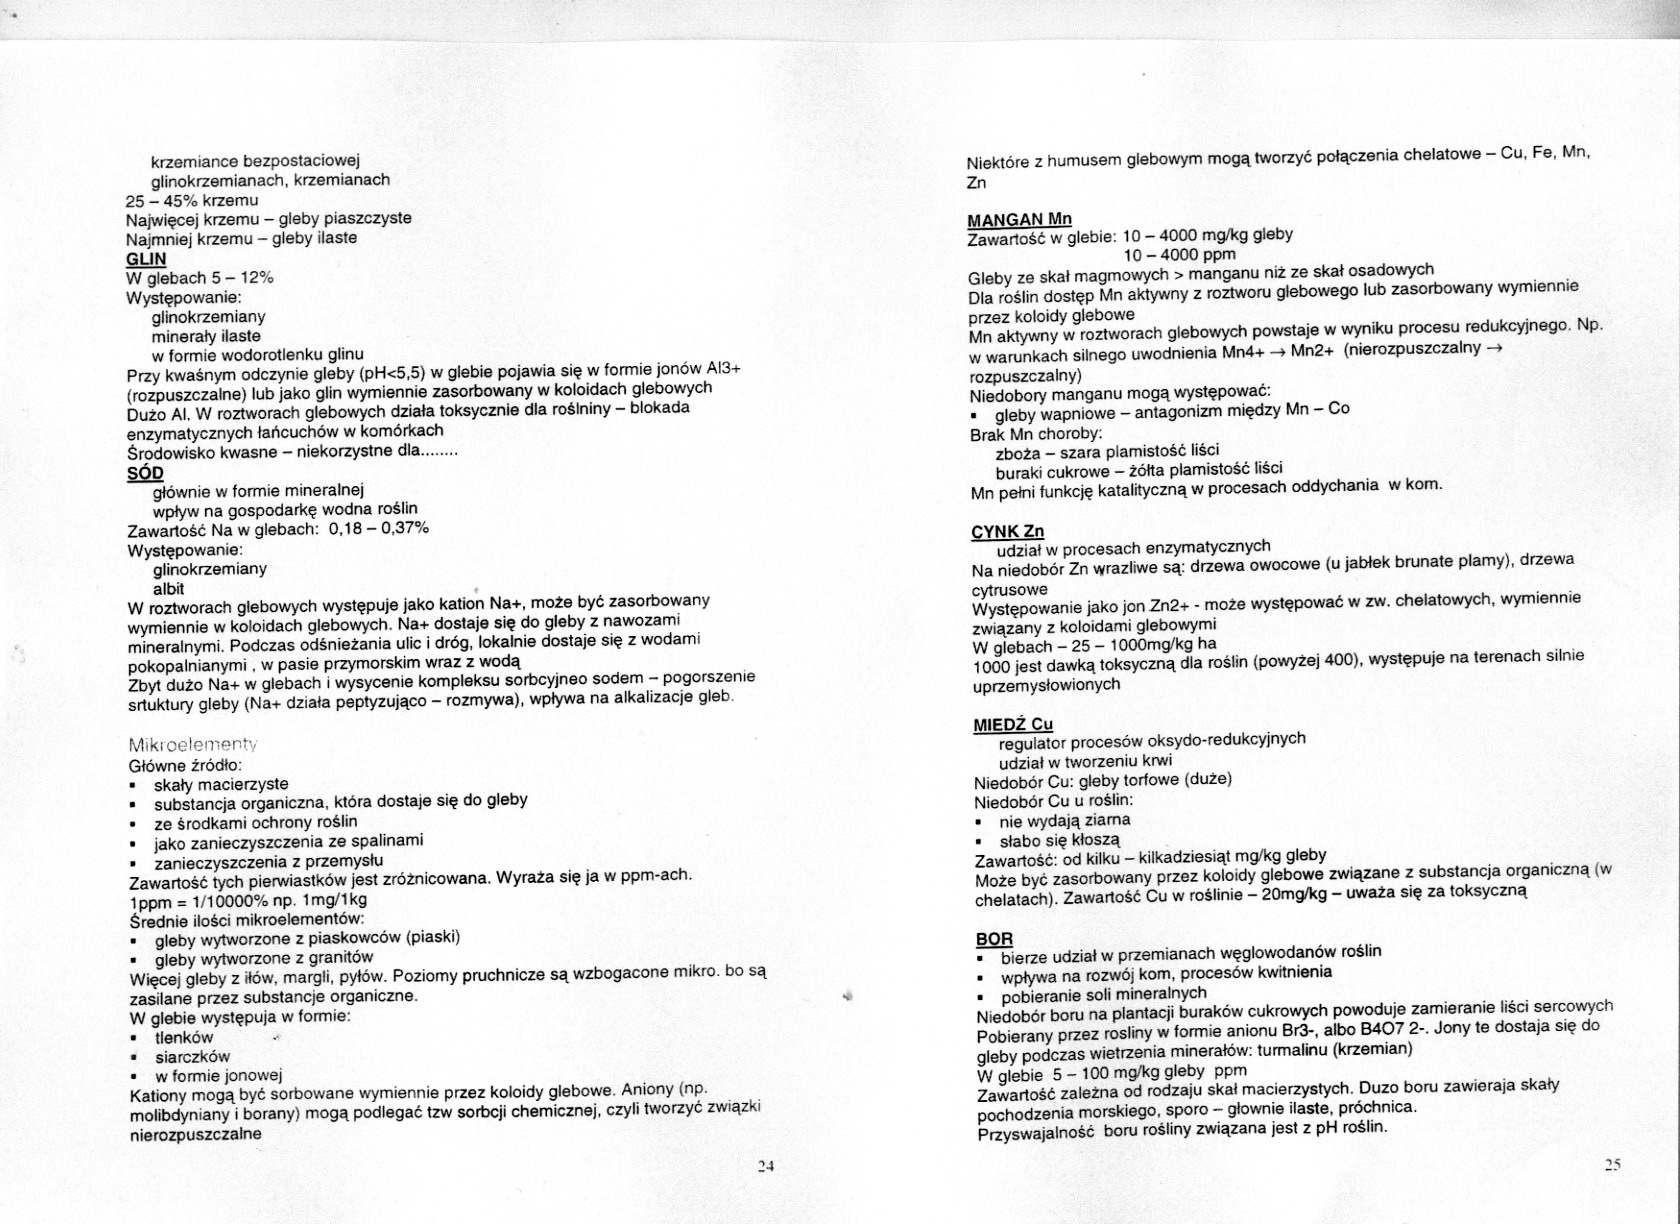 krzemiance bezpostaciowej
glinokrzemianach, krzemianach
25 – 45% krzemu
Najwięcej krzemu – gleby piaszczyste
Najmniej krzemu – gleby ilaste
GLIN
W glebach 5 – 12%
Występowanie:
glinokrzemiany
minerały ilaste
w formie wodorotlenku glinu
Przy kwaśnym odczynie gleby (pH<5,5) w glebie pojawia się w formie jonów Al3+
(rozpuszczalne) lub jako glin wymiennie zasorbowany w koloidach glebowych
Dużo Al. W roztworach glebowych działa toksycznie dla roślniny – blokada
enzymatycznych łańcuchów w komórkach
Środowisko kwasne – niekorzystne dla........
SÓD
głównie w formie mineralnej
wpływ na gospodarkę wodna roślin
Zawartość Na w glebach: 0,18 – 0,37%
Występowanie:
glinokrzemiany
albit
W roztworach glebowych występuje jako kation Na+, może być zasorbowany
wymiennie w koloidach glebowych. Na+ dostaje się do gleby z nawozami
mineralnymi. Podczas odśnieżania ulic i dróg, lokalnie dostaje się z wodami
pokopalnianymi , w pasie przymorskim wraz z wodą
Zbyt dużo Na+ w glebach i wysycenie kompleksu sorbcyjneo sodem – pogorszenie
srtuktury gleby (Na+ działa peptyzująco – rozmywa), wpływa na alkalizacje gleb.
Mikroelementy
Główne źródło:
▪ skały macierzyste
▪ substancja organiczna, która dostaje się do gleby
▪ ze środkami ochrony roślin
▪ jako zanieczyszczenia ze spalinami
▪ zanieczyszczenia z przemysłu
Zawartość tych pierwiastków jest zróżnicowana. Wyraża się ja w ppm-ach.
1ppm = 1/10000% np. 1mg/1kg
Średnie ilości mikroelementów:
▪ gleby wytworzone z piaskowców (piaski)
▪ gleby wytworzone z granitów
Więcej gleby z iłów, margli, pyłów. Poziomy pruchnicze są wzbogacone mikro. bo są
zasilane przez substancje organiczne.
W glebie występuja w formie:
▪ tlenków
▪ siarczków
▪ w formie jonowej
Kationy mogą być sorbowane wymiennie przez koloidy glebowe. Aniony (np.
molibdyniany i borany) mogą podlegać tzw sorbcji chemicznej, czyli tworzyć związki
nierozpuszczalne
24
Niektóre z humusem glebowym mogą tworzyć połączenia chelatowe – Cu, Fe, Mn,
Zn
MANGAN Mn
Zawartość w glebie: 10 – 4000 mg/kg gleby
10 – 4000 ppm
Gleby ze skał magmowych > manganu niż ze skał osadowych
Dla roślin dostęp Mn aktywny z roztworu glebowego lub zasorbowany wymiennie
przez koloidy glebowe
Mn aktywny w roztworach glebowych powstaje w wyniku procesu redukcyjnego. Np.
w warunkach silnego uwodnienia Mn4+ → Mn2+ (nierozpuszczalny →
rozpuszczalny)
Niedobory manganu mogą występować:
▪ gleby wapniowe – antagonizm między Mn – Co
Brak Mn choroby:
zboża – szara plamistość liści
buraki cukrowe – żółta plamistość liści
Mn pełni funkcję katalityczną w procesach oddychania w kom.
CYNK Zn
udział w procesach enzymatycznych
Na niedobór Zn wrazliwe są: drzewa owocowe (u jabłek brunate plamy), drzewa
cytrusowe
Występowanie jako jon Zn2+ - może występować w zw. chelatowych, wymiennie
związany z koloidami glebowymi
W glebach – 25 – 1000mg/kg ha
1000 jest dawką toksyczną dla roślin (powyżej 400), występuje na terenach silnie
uprzemysłowionych
MIEDŹ Cu
regulator procesów oksydo-redukcyjnych
udział w tworzeniu krwi
Niedobór Cu: gleby torfowe (duże)
Niedobór Cu u roślin:
▪ nie wydają ziarna
▪ słabo się kłoszą
Zawartość: od kilku – kilkadziesiąt mg/kg gleby
Może być zasorbowany przez koloidy glebowe związane z substancja organiczną (w
chelatach). Zawartość Cu w roślinie – 20mg/kg – uważa się za toksyczną
BOR
▪ bierze udział w przemianach węglowodanów roślin
▪ wpływa na rozwój kom, procesów kwitnienia
▪ pobieranie soli mineralnych
Niedobór boru na plantacji buraków cukrowych powoduje zamieranie liści sercowych
Pobierany przez rosliny w formie anionu Br3-, albo B4O7 2-. Jony te dostaja się do
gleby podczas wietrzenia minerałów: turmalinu (krzemian)
W glebie 5 – 100 mg/kg gleby ppm
Zawartość zależna od rodzaju skał macierzystych. Duzo boru zawieraja skały
pochodzenia morskiego, sporo – głownie ilaste, próchnica.
Przyswajalność boru rośliny związana jest z pH roślin.
25